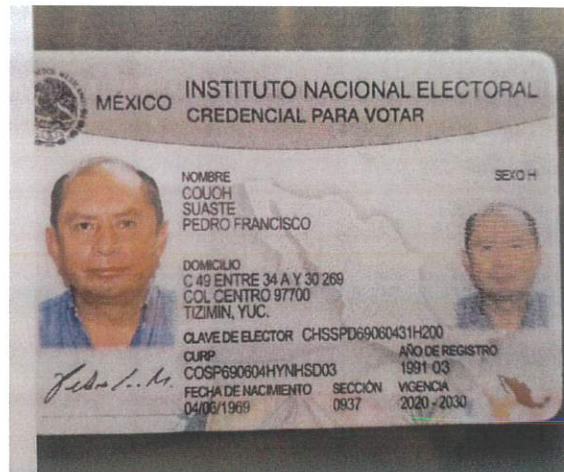 MÉXICO INSTITUTO NACIONAL ELECTORAL
CREDENCIAL PARA VOTAR
NOMBRE
SEXO H
COUOH
SUASTE
PEDRO FRANCISCO
DOMICILIO
C 49 ENTRE 34 A Y 30 269
COL CENTRO 97700
TIZIMIN, YUC.
CLAVE DE ELECTOR CHSSPD69060431H200
CURP
COSP690604HYNHSD03
AÑO DE REGISTRO
1991 03
FECHA DE NACIMIENTO
04/06/1969
SECCIÓN
0937
VIGENCIA
2020 - 2030